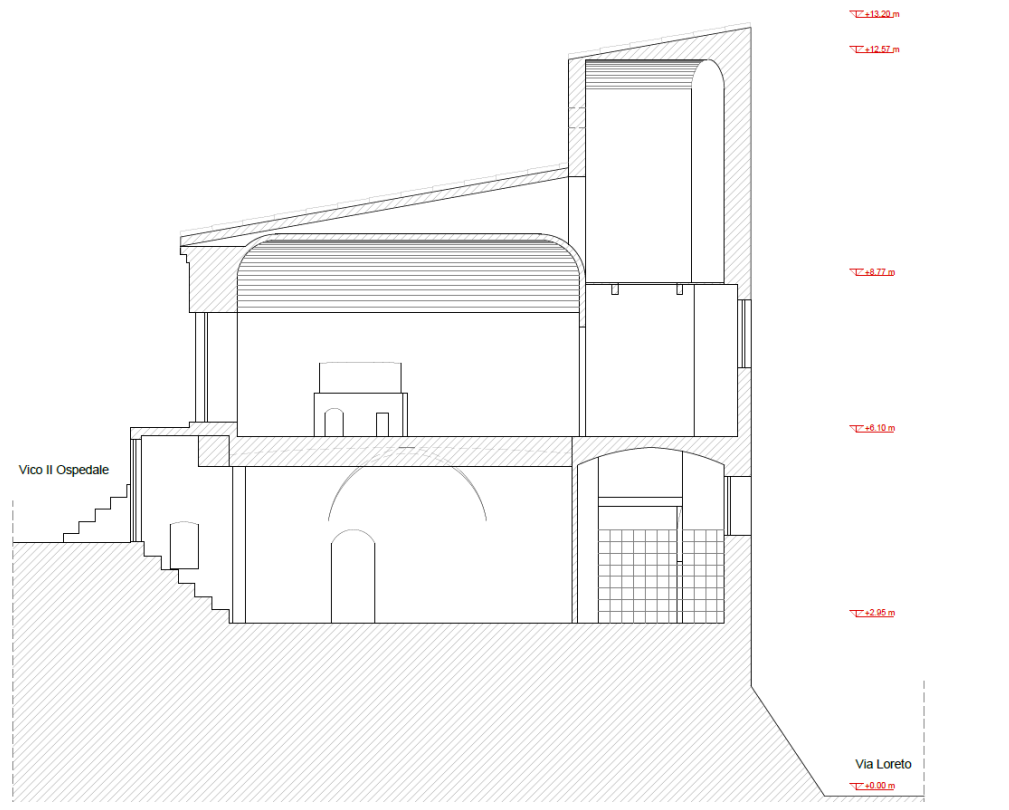 +13.20 m
+12.57 m
+8.77 m
+6.10 m
Vico II Ospedale
+2.95 m
Via Loreto
+0.00 m